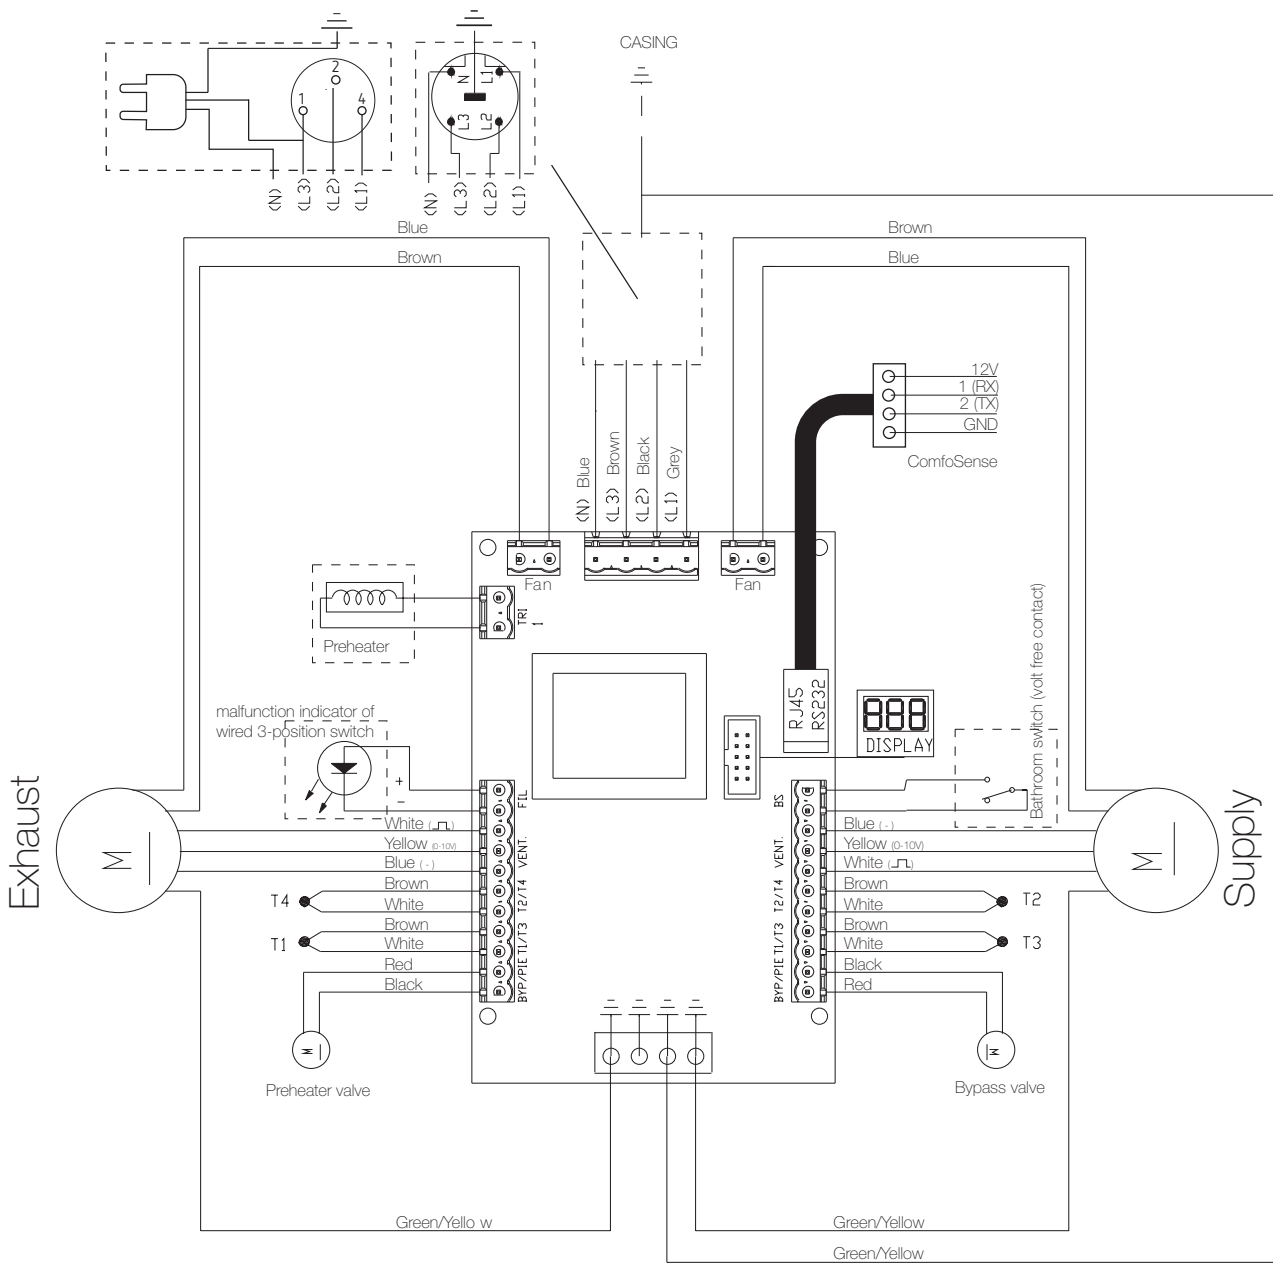 CASING
2
1
4
(N)
(L3)
(L2)
(L1)
N
L1
L3
L2
(N)
(L3)
(L2)
(L1)
Blue
Brown
Brown
Blue
12V
1 (RX)
2 (TX)
GND
ComfoSense
(N) Blue
(L3) Brown
(L2) Black
(L1) Grey
Fan
Fan
TRI
1
Preheater
RJ45
RS232
888
DISPLAY
Bathroom switch (volt free contact)
malfunction indicator of
wired 3-position switch
+
-
M
Exhaust
White
Yellow (0-10V)
Blue (-)
Brown
White
Brown
White
Red
Black
T4
T1
FIL
VENT.
T2/T4
T1/T3
BYP/PIE
BS
VENT.
T2/T4
T1/T3
BYP/PIE
Blue (-)
Yellow (0-10V)
White
Brown
White
Brown
White
Black
Red
T2
T3
M
Supply
M
Preheater valve
M
Bypass valve
Green/Yello w
Green/Yellow
Green/Yellow